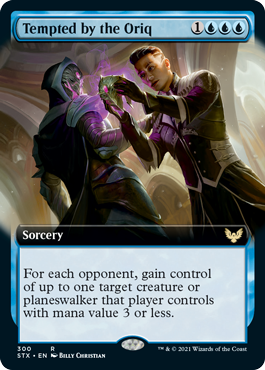 Tempted by the Oriq 1
Sorcery
For each opponent, gain control
of up to one target creature or
planeswalker that player controls
with mana value 3 or less.
300 R
STX • EN BILLY CHRISTIAN
™ & © 2021 Wizards of the Coast